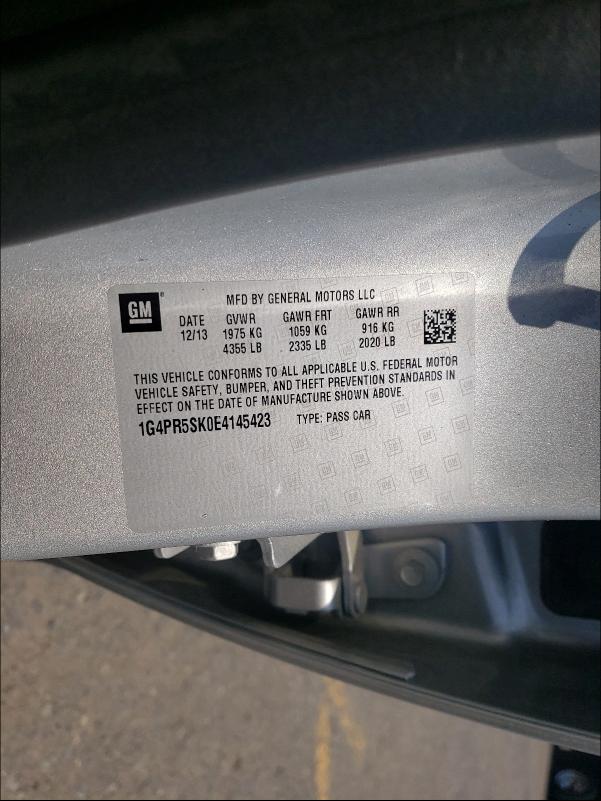 GM
MFD BY GENERAL MOTORS LLC
DATE GVWR GAWR FRT GAWR RR
12/13 1975 KG 1059 KG 916 KG
4355 LB 2335 LB 2020 LB
THIS VEHICLE CONFORMS TO ALL APPLICABLE U.S. FEDERAL MOTOR
VEHICLE SAFETY, BUMPER, AND THEFT PREVENTION STANDARDS IN
EFFECT ON THE DATE OF MANUFACTURE SHOWN ABOVE.
1G4PR5SK0E4145423 TYPE: PASS CAR